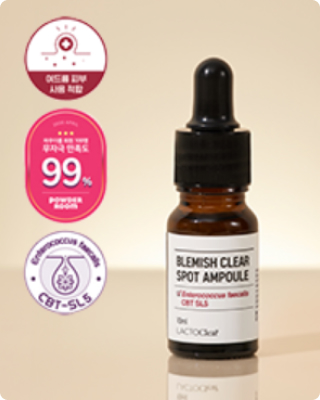 여드름 피부
사용 적합
무자극 만족도
99%
POWDER
ROOM
Enterococcus faecalis
CBT-SL5
BLEMISH CLEAR
SPOT AMPOULE
Enterococcus faecalis
CBT SL5
10ml
LACTOClear